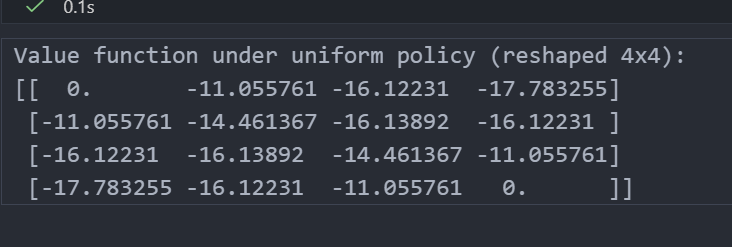 0.1s
Value function under uniform policy (reshaped 4x4):
[[  0.       -11.055761 -16.12231  -17.783255]
 [-11.055761 -14.461367 -16.13892  -16.12231 ]
 [-16.12231  -16.13892  -14.461367 -11.055761]
 [-17.783255 -16.12231  -11.055761   0.      ]]